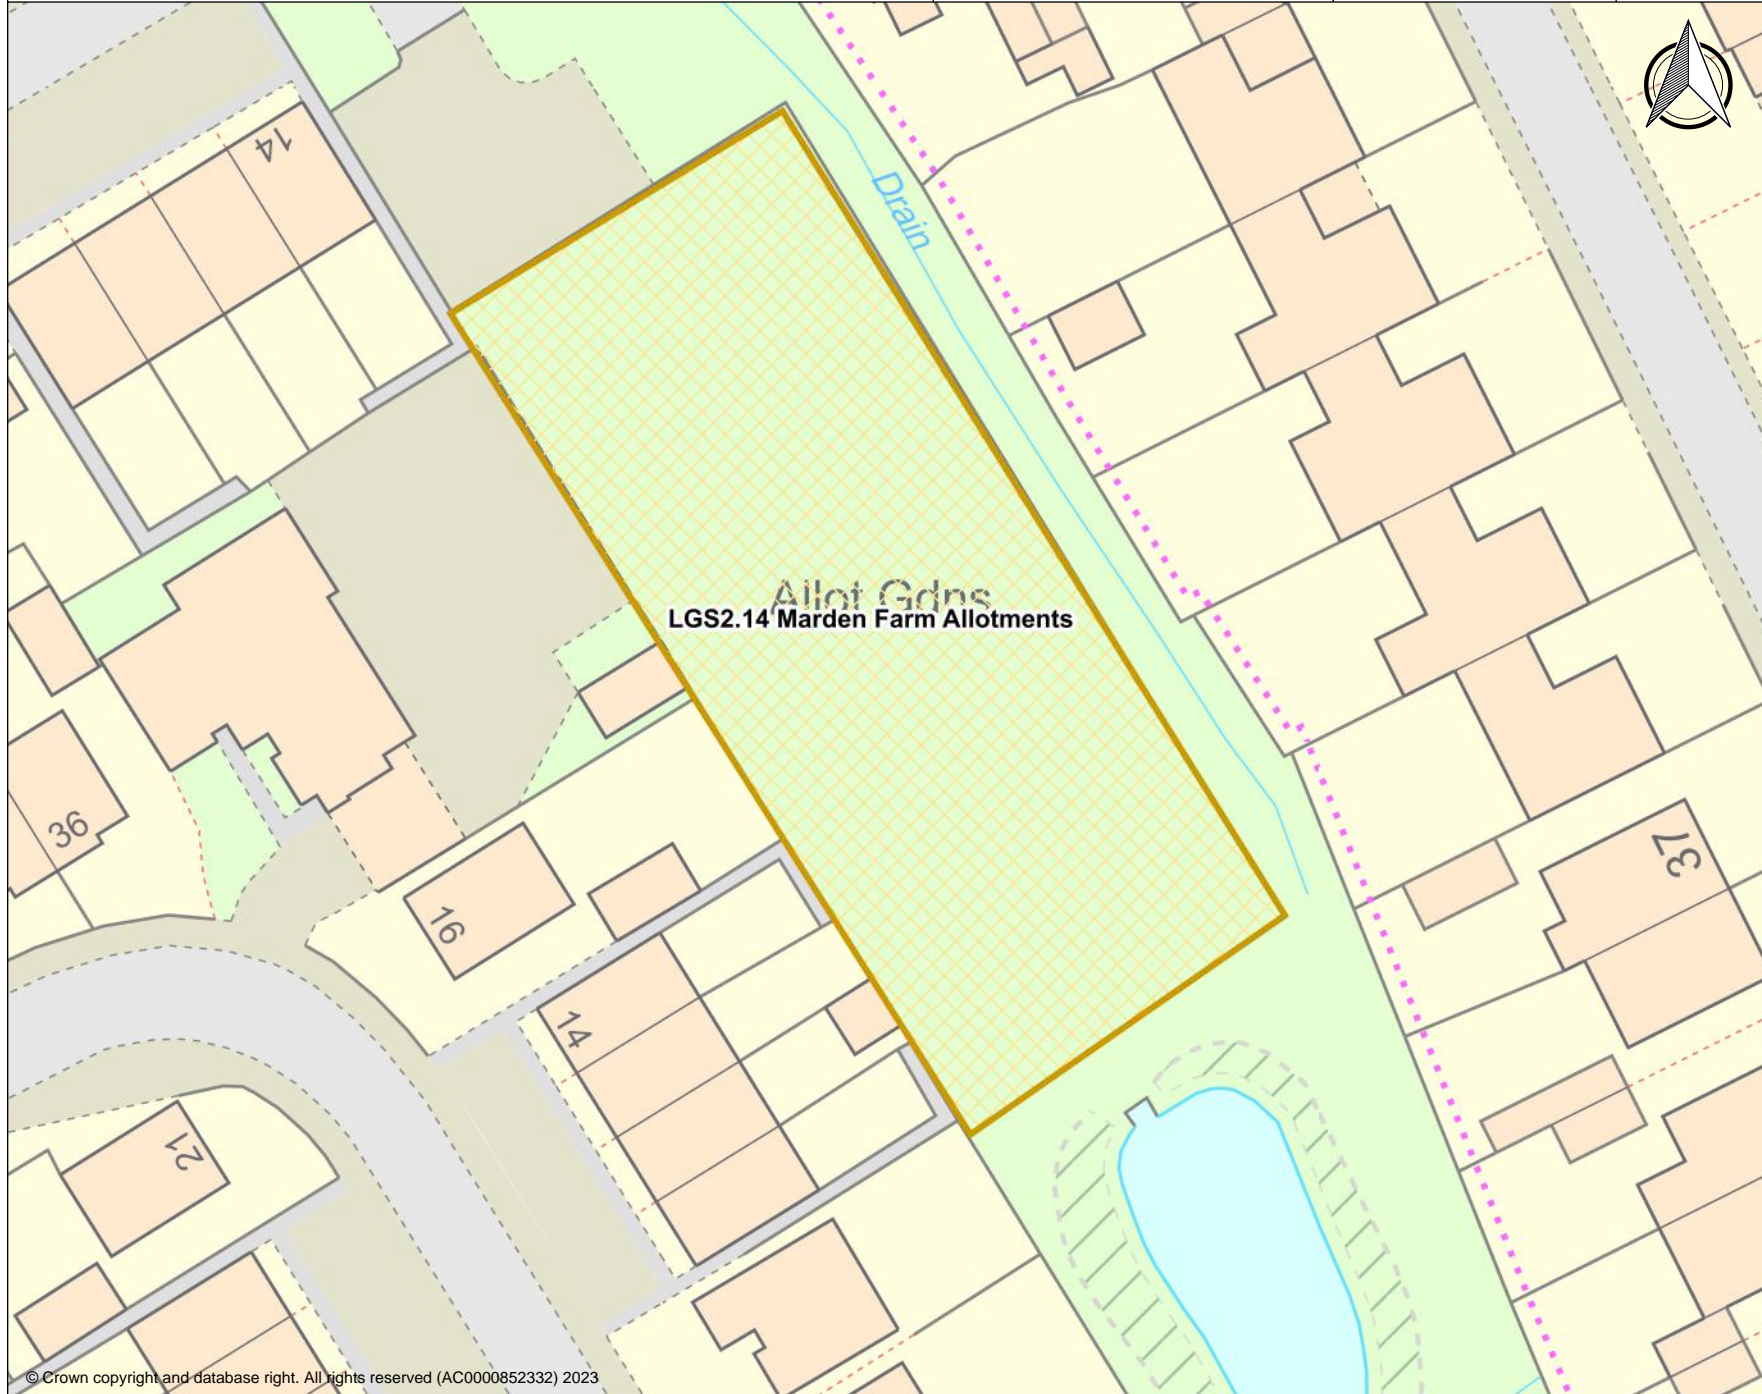 14
Drain
Allot Gdns
LGS2.14 Marden Farm Allotments
36
37
16
14
21
© Crown copyright and database right. All rights reserved (AC0000852332) 2023